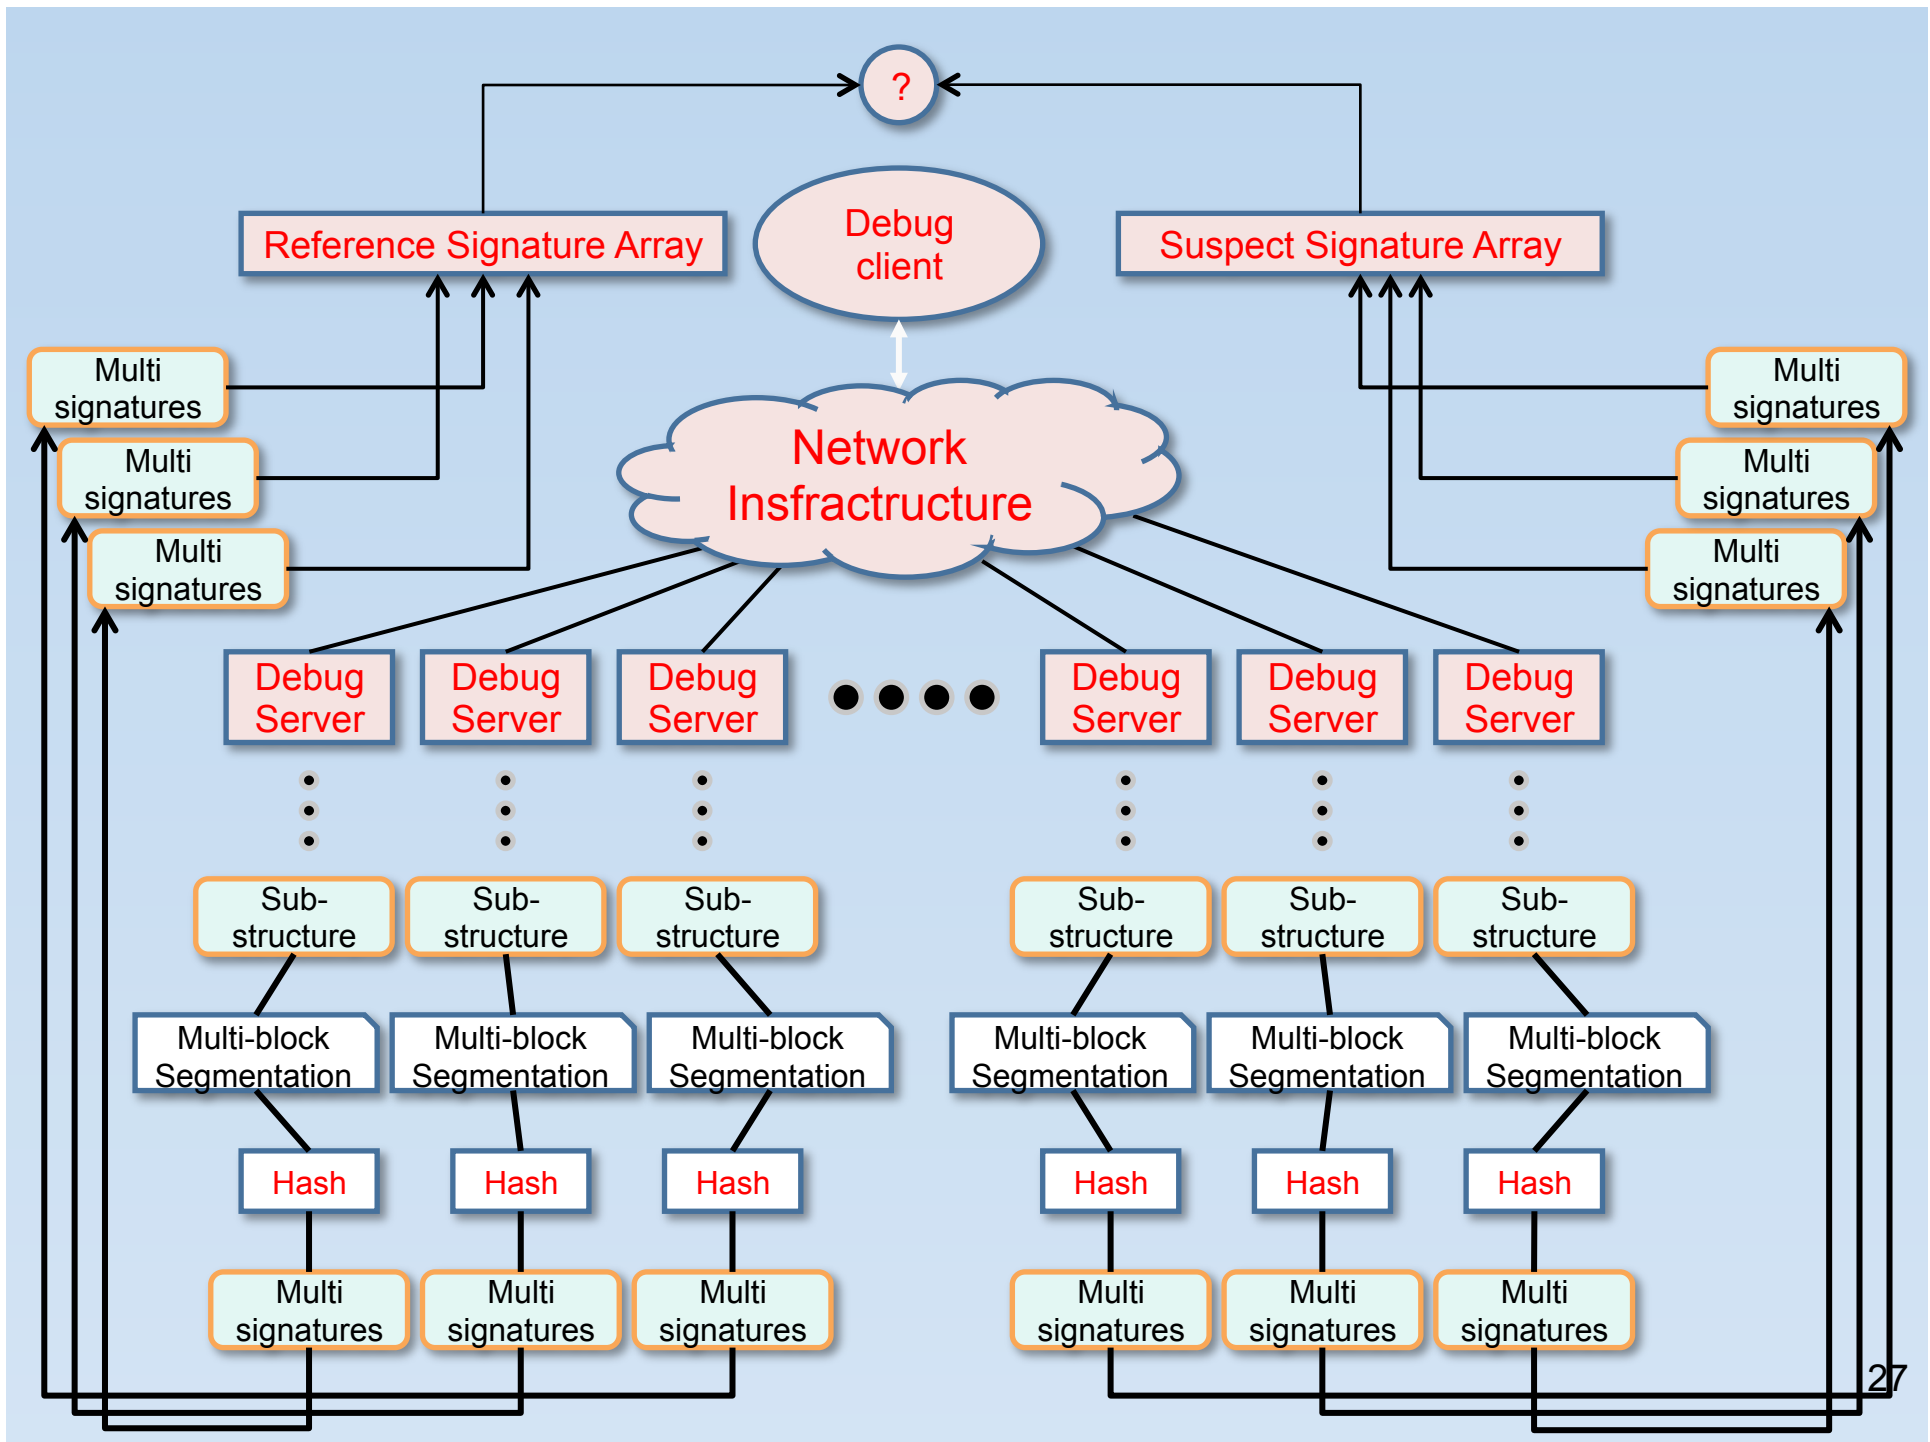 ?
Reference Signature Array
Debug
client
Suspect Signature Array
Multi
signatures
Multi
signatures
Multi
signatures
Network
Insfractructure
Multi
signatures
Multi
signatures
Multi
signatures
Debug
Server
Debug
Server
Debug
Server
Debug
Server
Debug
Server
Debug
Server
Sub-
structure
Sub-
structure
Sub-
structure
Sub-
structure
Sub-
structure
Sub-
structure
Multi-block
Segmentation
Multi-block
Segmentation
Multi-block
Segmentation
Multi-block
Segmentation
Multi-block
Segmentation
Multi-block
Segmentation
Hash
Hash
Hash
Hash
Hash
Hash
Multi
signatures
Multi
signatures
Multi
signatures
Multi
signatures
Multi
signatures
Multi
signatures
27